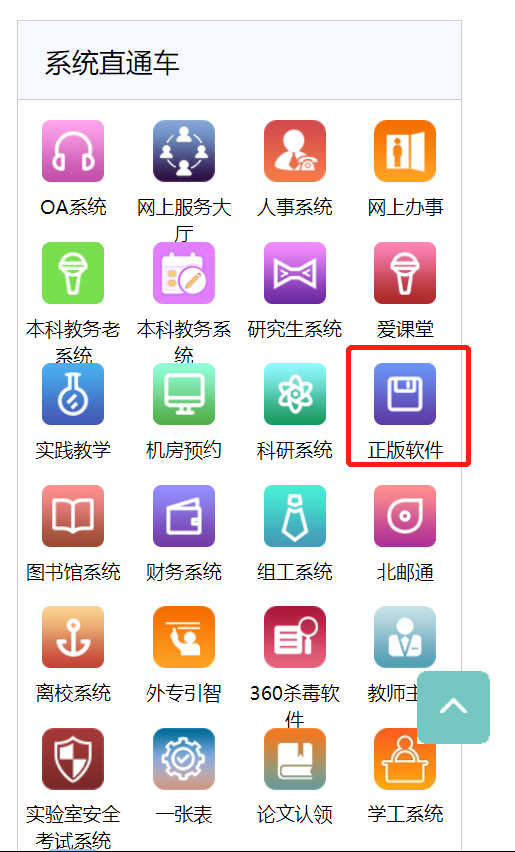 系统直通车
OA系统
网上服务大
厅
人事系统
网上办事
本科教务老
系统
本科教务系
统
研究生系统
爱课堂
实践教学
机房预约
科研系统
正版软件
图书馆系统
财务系统
组工系统
北邮通
离校系统
外专引智
360杀毒软
件
教师主
实验室安全
考试系统
一张表
论文认领
学工系统